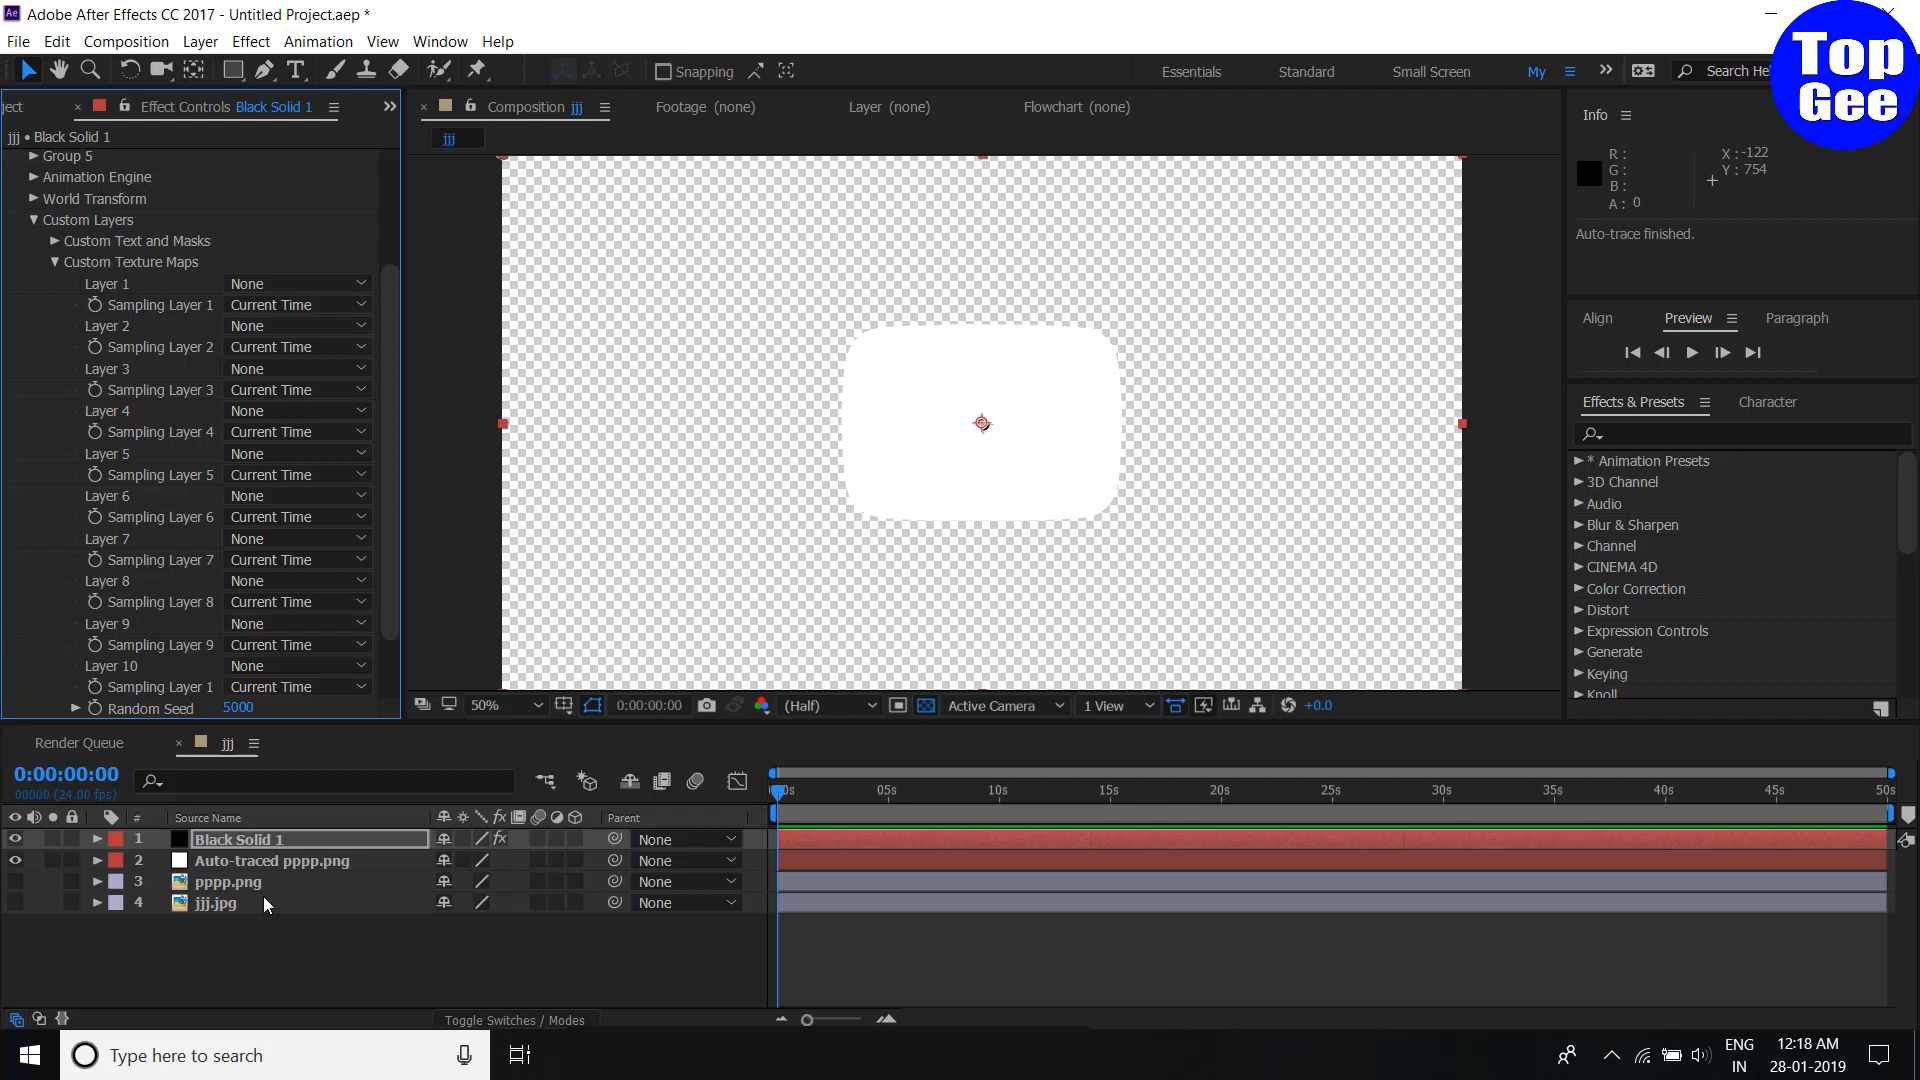 Ae Adobe After Effects CC 2017 - Untitled Project.aep *
File Edit Composition Layer Effect Animation View Window Help
Snapping
Essentials Standard Small Screen My Search He
Top
Gee
ject Effect Controls Black Solid 1
Composition jjj Footage (none) Layer (none) Flowchart (none)
jjj • Black Solid 1
jjj
Group 5
Animation Engine
World Transform
Custom Layers
Custom Text and Masks
Custom Texture Maps
Layer 1 None
Sampling Layer 1 Current Time
Layer 2 None
Sampling Layer 2 Current Time
Layer 3 None
Sampling Layer 3 Current Time
Layer 4 None
Sampling Layer 4 Current Time
Layer 5 None
Sampling Layer 5 Current Time
Layer 6 None
Sampling Layer 6 Current Time
Layer 7 None
Sampling Layer 7 Current Time
Layer 8 None
Sampling Layer 8 Current Time
Layer 9 None
Sampling Layer 9 Current Time
Layer 10 None
Sampling Layer 1 Current Time
Random Seed 5000
50% 0:00:00:00 (Half) Active Camera 1 View +0.0
Info
R : X : -122
G : Y : 754
B :
A : 0
Auto-trace finished.
Align Preview Paragraph
Effects & Presets Character
* Animation Presets
3D Channel
Audio
Blur & Sharpen
Channel
CINEMA 4D
Color Correction
Distort
Expression Controls
Generate
Keying
Knoll
Render Queue jjj
0:00:00:00
00000 (24.00 fps)
0s 05s 10s 15s 20s 25s 30s 35s 40s 45s 50s
# Source Name fx Parent
1 Black Solid 1 fx None
2 Auto-traced pppp.png None
3 pppp.png None
4 jjj.jpg None
Toggle Switches / Modes
Type here to search
ENG
IN
12:18 AM
28-01-2019